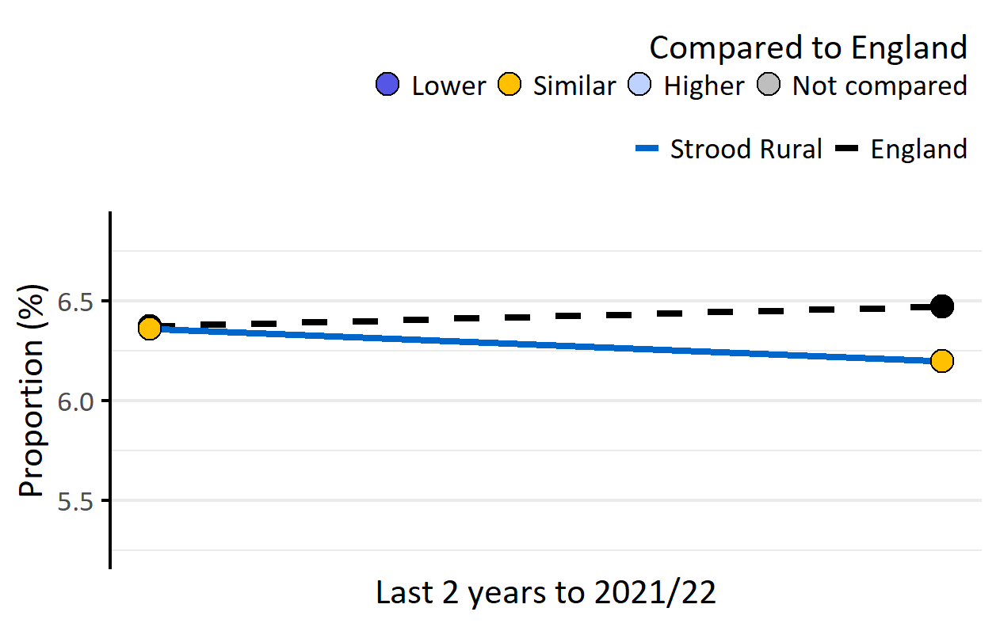 Compared to England
Lower Similar Higher Not compared
Strood Rural England
Proportion (%)
6.5
6.0
5.5
Last 2 years to 2021/22